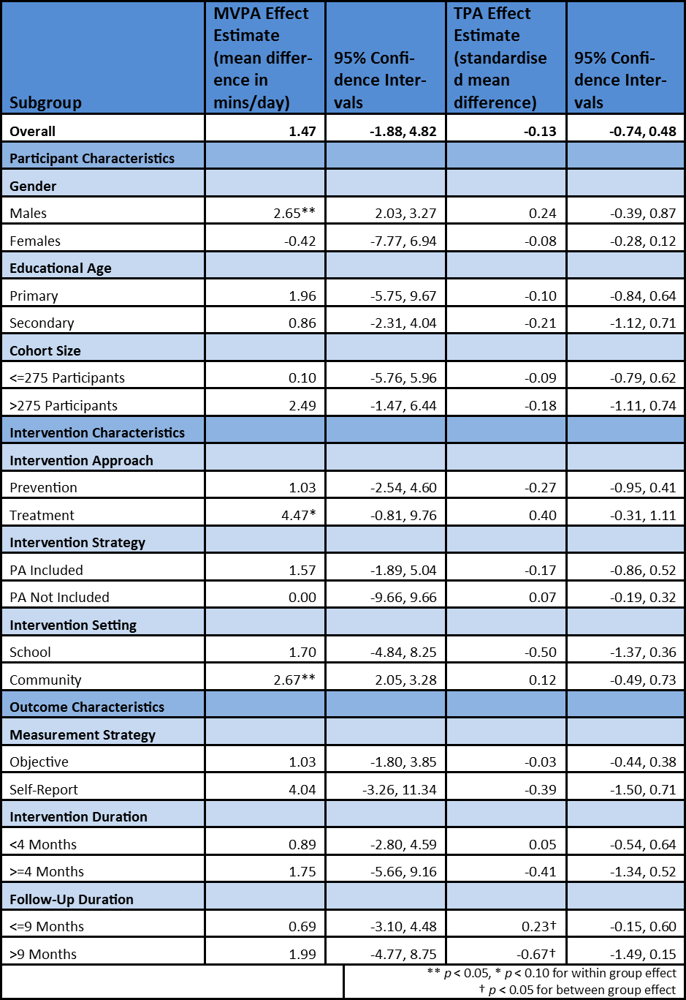 Subgroup MVPA Effect Estimate (mean differ-ence in mins/day) 95% Confi-dence Inter-vals TPA Effect Estimate (standardise d mean difference) 95% Confi-dence Inter-vals
Overall 1.47 -1.88, 4.82 -0.13 -0.74, 0.48
Participant Characteristics
Gender
Males 2.65** 2.03, 3.27 0.24 -0.39, 0.87
Females -0.42 -7.77, 6.94 -0.08 -0.28, 0.12
Educational Age
Primary 1.96 -5.75, 9.67 -0.10 -0.84, 0.64
Secondary 0.86 -2.31, 4.04 -0.21 -1.12, 0.71
Cohort Size
<=275 Participants 0.10 -5.76, 5.96 -0.09 -0.79, 0.62
>275 Participants 2.49 -1.47, 6.44 -0.18 -1.11, 0.74
Intervention Characteristics
Intervention Approach
Prevention 1.03 -2.54, 4.60 -0.27 -0.95, 0.41
Treatment 4.47* -0.81, 9.76 0.40 -0.31, 1.11
Intervention Strategy
PA Included 1.57 -1.89, 5.04 -0.17 -0.86, 0.52
PA Not Included 0.00 -9.66, 9.66 0.07 -0.19, 0.32
Intervention Setting
School 1.70 -4.84, 8.25 -0.50 -1.37, 0.36
Community 2.67** 2.05, 3.28 0.12 -0.49, 0.73
Outcome Characteristics
Measurement Strategy
Objective 1.03 -1.80, 3.85 -0.03 -0.44, 0.38
Self-Report 4.04 -3.26, 11.34 -0.39 -1.50, 0.71
Intervention Duration
<4 Months 0.89 -2.80, 4.59 0.05 -0.54, 0.64
>=4 Months 1.75 -5.66, 9.16 -0.41 -1.34, 0.52
Follow-Up Duration
<=9 Months 0.69 -3.10, 4.48 0.23† -0.15, 0.60
>9 Months 1.99 -4.77, 8.75 -0.67† -1.49, 0.15
** p < 0.05, * p < 0.10 for within group effect
† p < 0.05 for between group effect